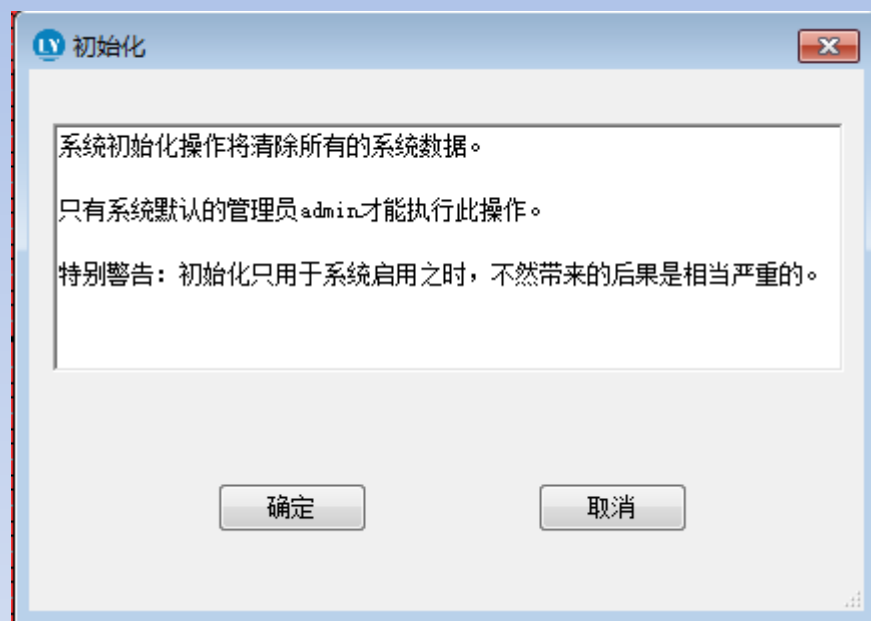 LY 初始化
系统初始化操作将清除所有的系统数据。
只有系统默认的管理员admin才能执行此操作。
特别警告：初始化只用于系统启用之时，不然带来的后果是相当严重的。
确定
取消